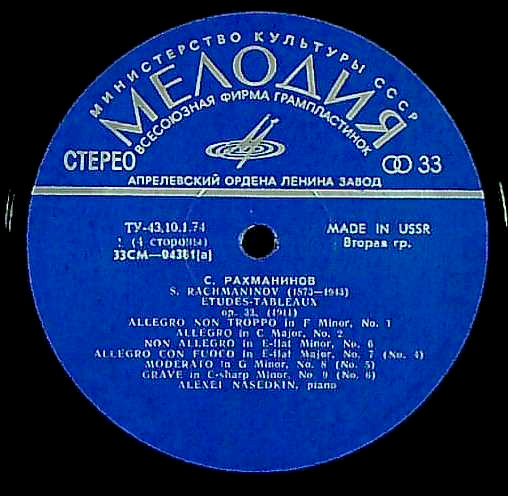 МИНИСТЕРСТВО КУЛЬТУРЫ СССР
МЕЛОДИЯ
ВСЕСОЮЗНАЯ ФИРМА ГРАМПЛАСТИНОК
СТЕРЕО
33
АПРЕЛЕВСКИЙ ОРДЕНА ЛЕНИНА ЗАВОД
ТУ-43.10.1.74
(4 стороны)
33СМ—04381(а)
MADE IN USSR
Вторая гр.
С. РАХМАНИНОВ
S. RACHMANINOV (1873—1943)
ETUDES-TABLEAUX
op. 33, (1911)
ALLEGRO NON TROPPO in F Minor, No. 1
ALLEGRO in C Major, No. 2
NON ALLEGRO in E-flat Minor, No. 6
ALLEGRO CON FUOCO in E-flat Major, No. 7 (No. 4)
MODERATO in G Minor, No. 8 (No. 5)
GRAVE in C-sharp Minor, No. 9 (No. 6)
ALEXEI NASEDKIN, piano